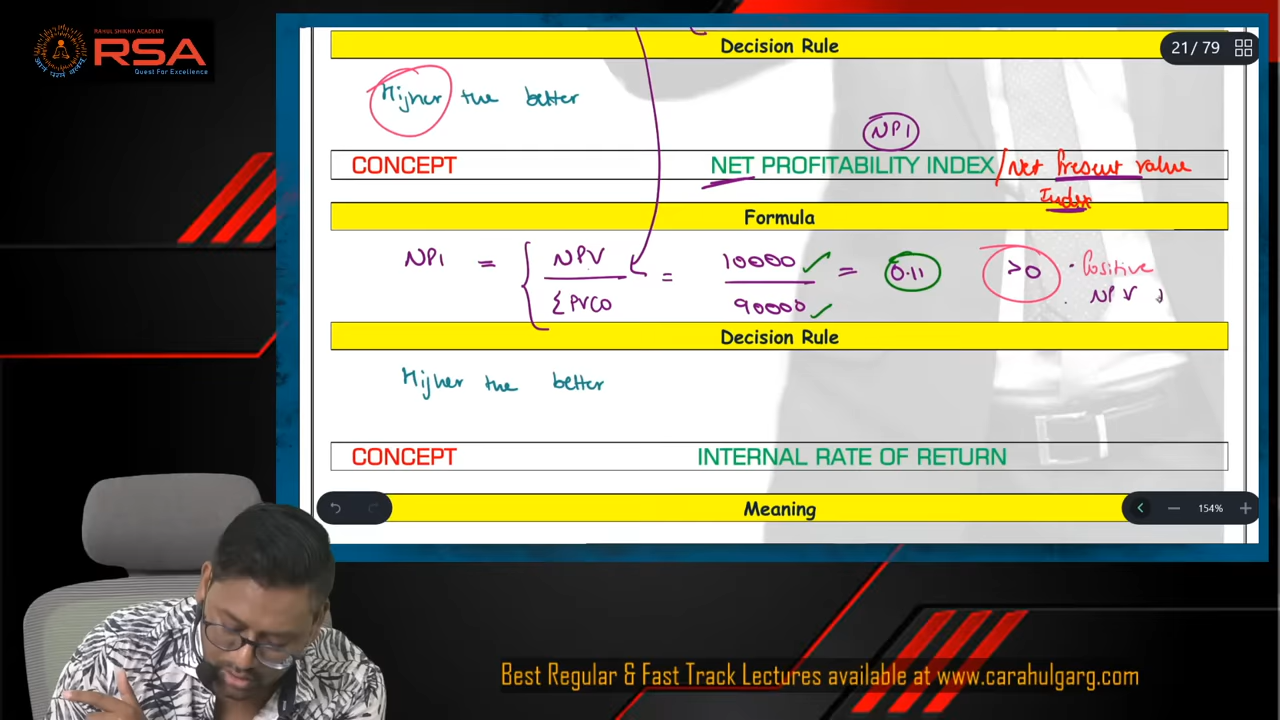 RAHUL SHIKHA ACADEMY
RSA
Quest For Excellence
Decision Rule
21 / 79
Higher the better
NPI
CONCEPT NET PROFITABILITY INDEX / Net Present value
Index
Formula
NPI = { NPV = 10000 = 0.11 >0 • Positive
ΣPVCO 90000 NPV
Decision Rule
Higher the better
CONCEPT INTERNAL RATE OF RETURN
Meaning
154%
Best Regular & Fast Track Lectures available at www.carahulgarg.com